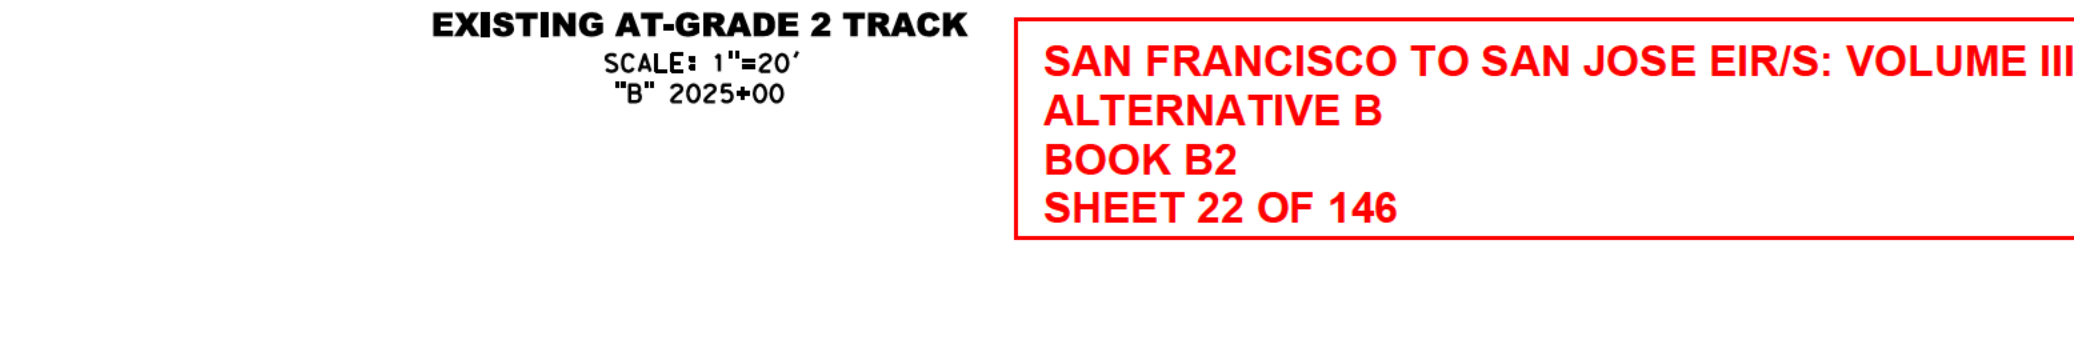 EXISTING AT-GRADE 2 TRACK
SCALE: 1"=20'
"B" 2025+00
SAN FRANCISCO TO SAN JOSE EIR/S: VOLUME III
ALTERNATIVE B
BOOK B2
SHEET 22 OF 146